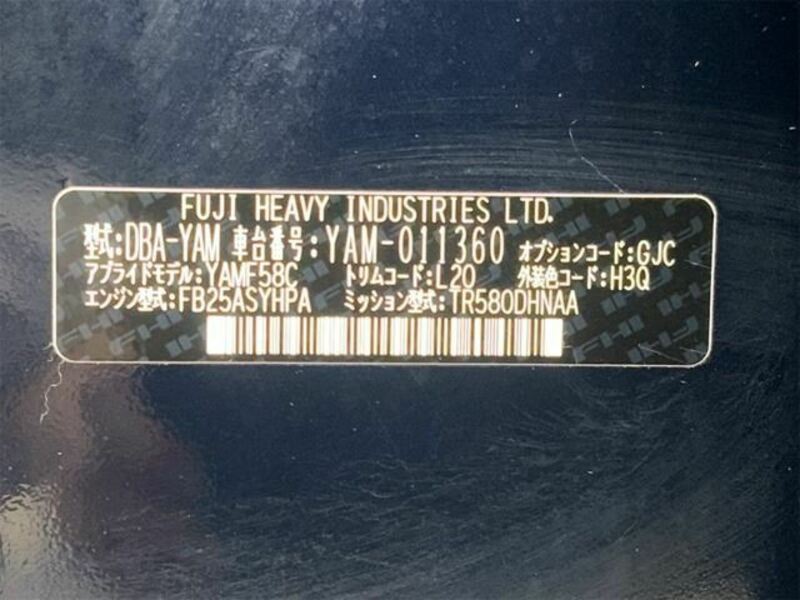 FUJI HEAVY INDUSTRIES LTD.
型式:DBA-YAM 車台番号:YAM-011360 オプションコード:GJC
アプライドモデル:YAMF58C トリムコード:L20 外装色コード:H3Q
エンジン型式:FB25ASYHPA ミッション型式:TR580DHNAA